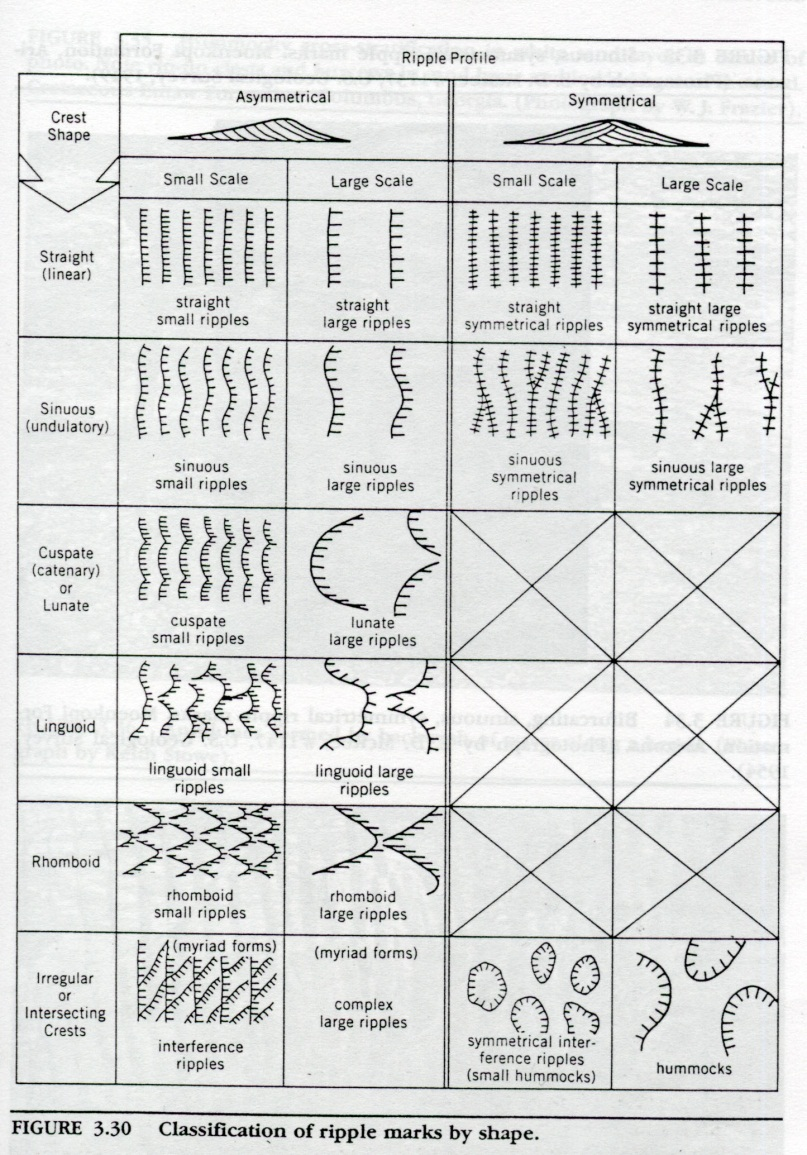 Ripple Profile
Crest
Shape
Asymmetrical
Symmetrical
Small Scale
Large Scale
Small Scale
Large Scale
Straight
(linear)
straight
small ripples
straight
large ripples
straight
symmetrical ripples
straight large
symmetrical ripples
Sinuous
(undulatory)
sinuous
small ripples
sinuous
large ripples
sinuous
symmetrical
ripples
sinuous large
symmetrical ripples
Cuspate
(catenary)
or
Lunate
cuspate
small ripples
lunate
large ripples
Linguoid
linguoid small
ripples
linguoid large
ripples
Rhomboid
rhomboid
small ripples
rhomboid
large ripples
Irregular
or
Intersecting
Crests
(myriad forms)
interference
ripples
(myriad forms)
complex
large ripples
symmetrical inter-
ference ripples
(small hummocks)
hummocks
FIGURE 3.30 Classification of ripple marks by shape.